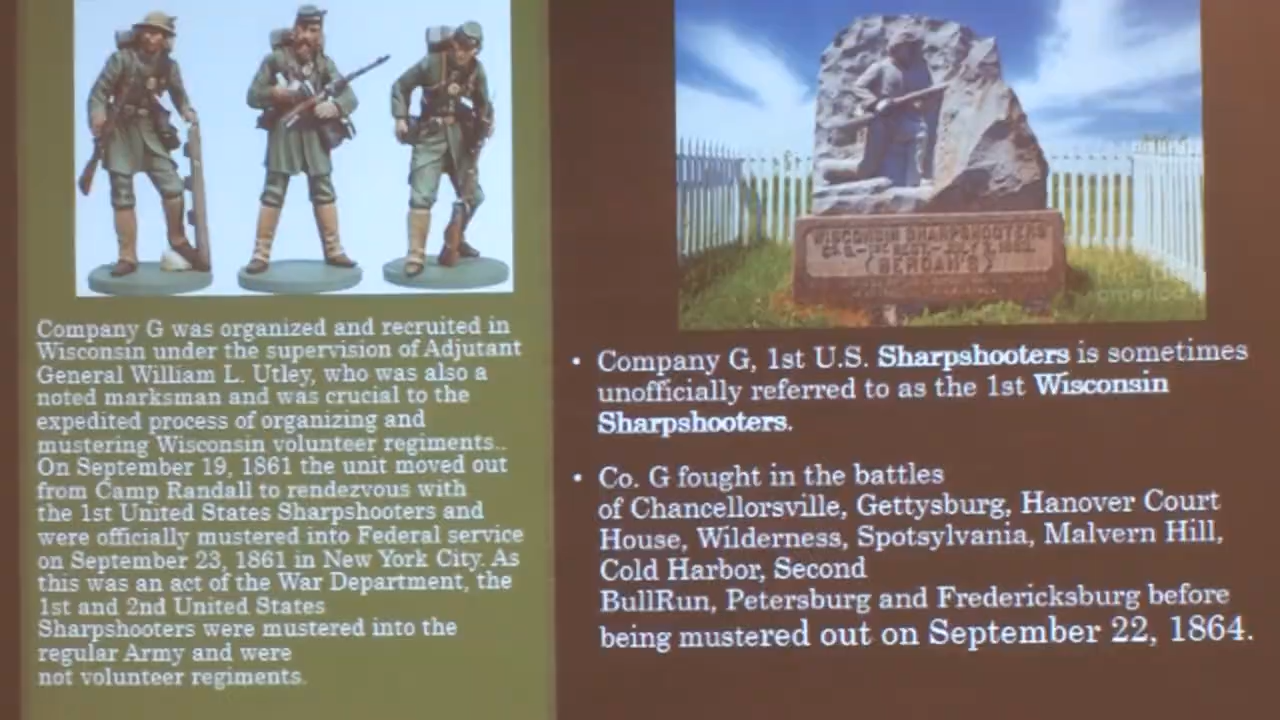 Company G was organized and recruited in
Wisconsin under the supervision of Adjutant
General William L. Utley, who was also a
noted marksman and was crucial to the
expedited process of organizing and
mustering Wisconsin volunteer regiments..
On September 19, 1861 the unit moved out
from Camp Randall to rendezvous with
the 1st United States Sharpshooters and
were officially mustered into Federal service
on September 23, 1861 in New York City. As
this was an act of the War Department, the
1st and 2nd United States
Sharpshooters were mustered into the
regular Army and were
not volunteer regiments.
WISCONSIN SHARPSHOOTERS
(BERDAN'S)
america
• Company G, 1st U.S. Sharpshooters is sometimes
unofficially referred to as the 1st Wisconsin
Sharpshooters.
• Co. G fought in the battles
of Chancellorsville, Gettysburg, Hanover Court
House, Wilderness, Spotsylvania, Malvern Hill,
Cold Harbor, Second
BullRun, Petersburg and Fredericksburg before
being mustered out on September 22, 1864.